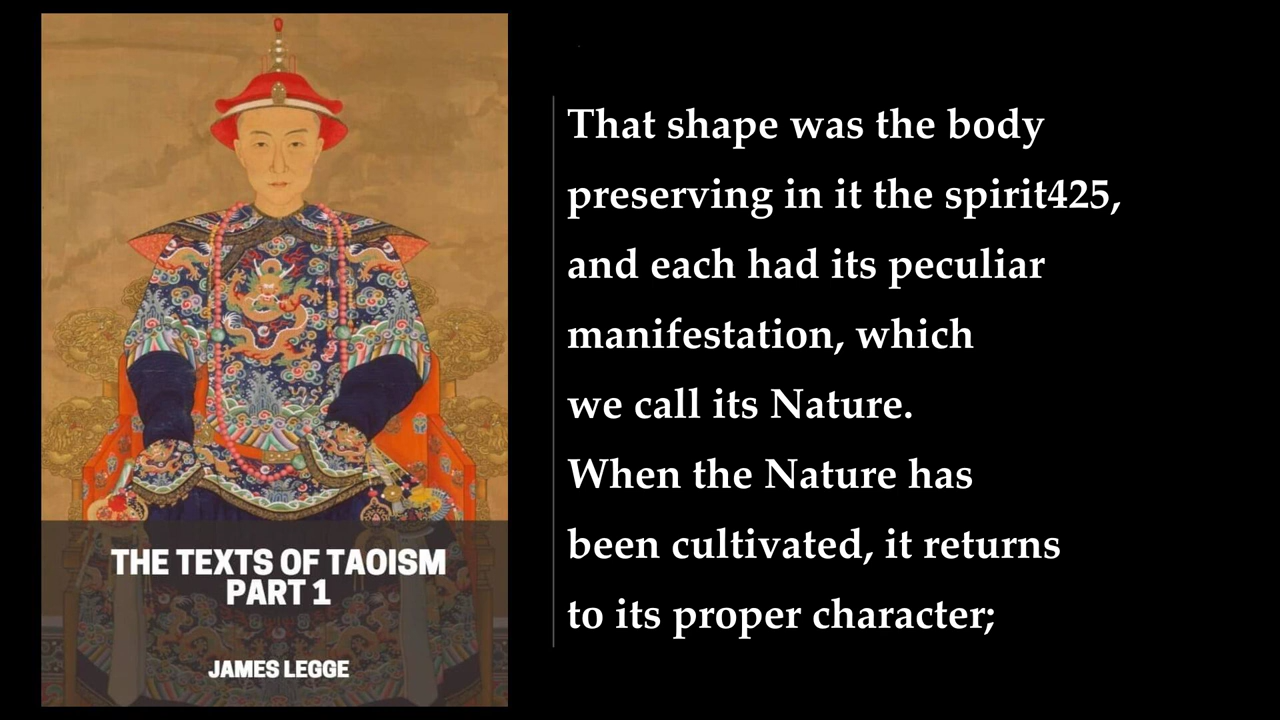 THE TEXTS OF TAOISM
PART 1
JAMES LEGGE
That shape was the body
preserving in it the spirit425,
and each had its peculiar
manifestation, which
we call its Nature.
When the Nature has
been cultivated, it returns
to its proper character;